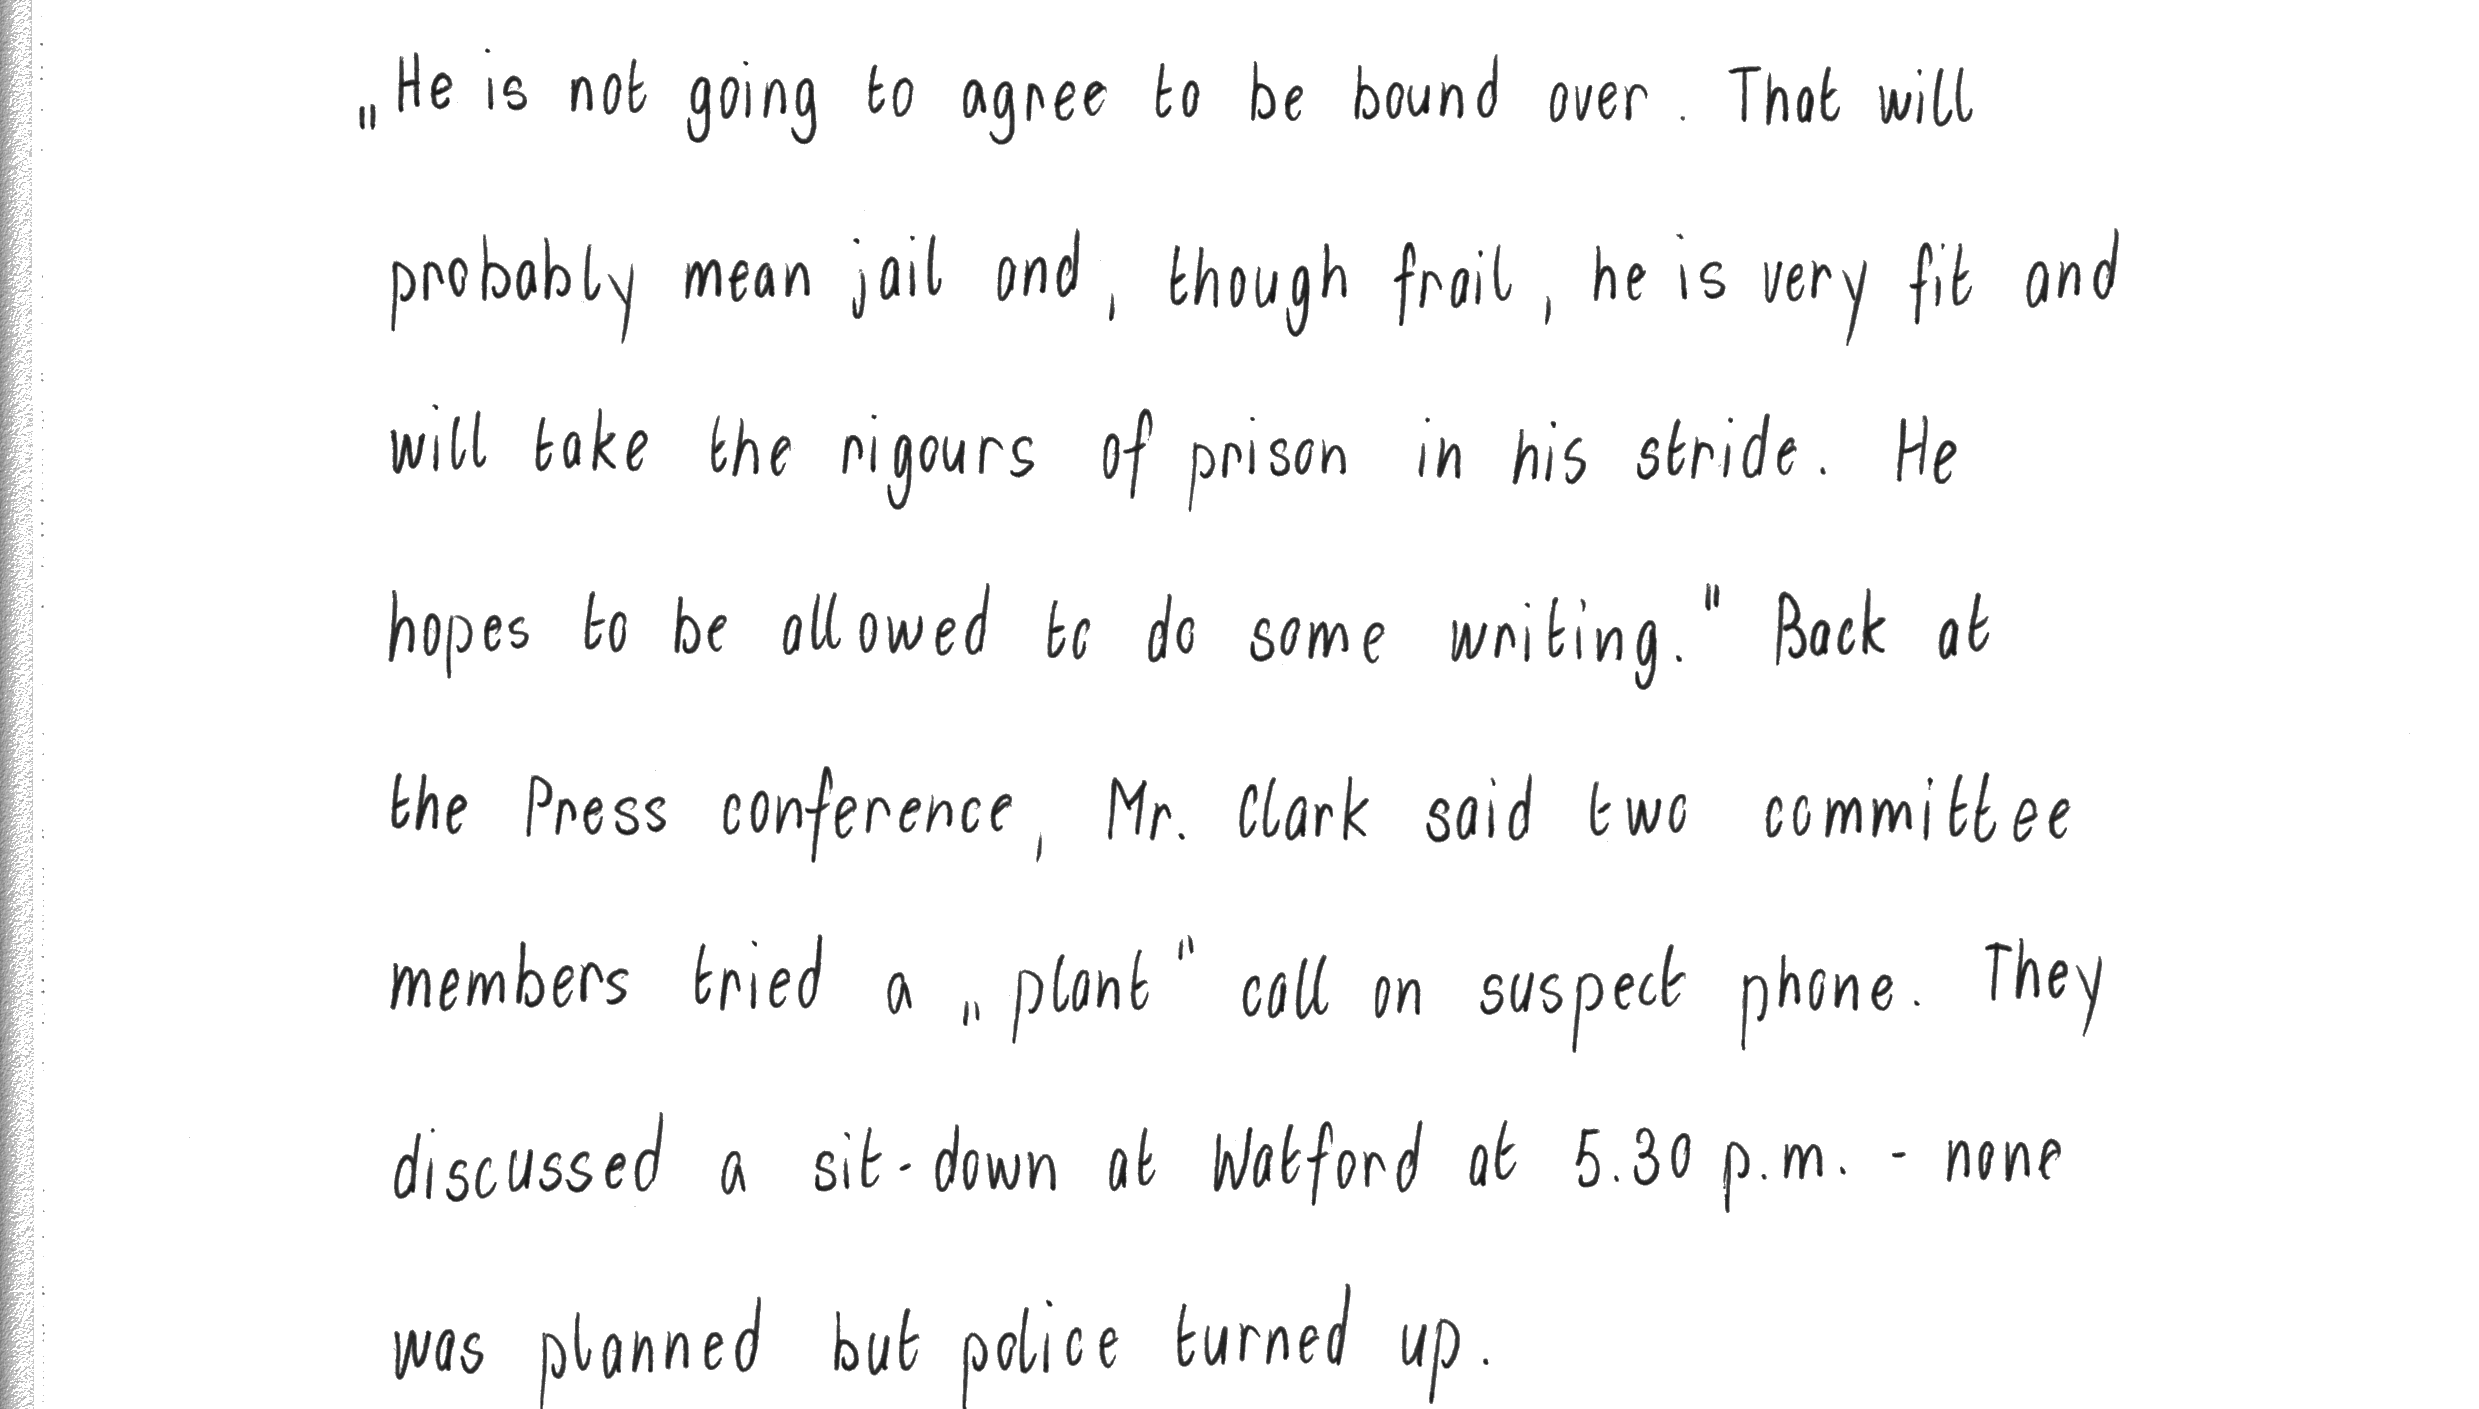 „He is not going to agree to be bound over. That will
probably mean jail and, though frail, he is very fit and
will take the rigours of prison in his stride. He
hopes to be allowed to do some writing." Back at
the Press conference, Mr. Clark said two committee
members tried a „plant" call on suspect phone. They
discussed a sit-down at Watford at 5.30 p.m. - none
was planned but police turned up.